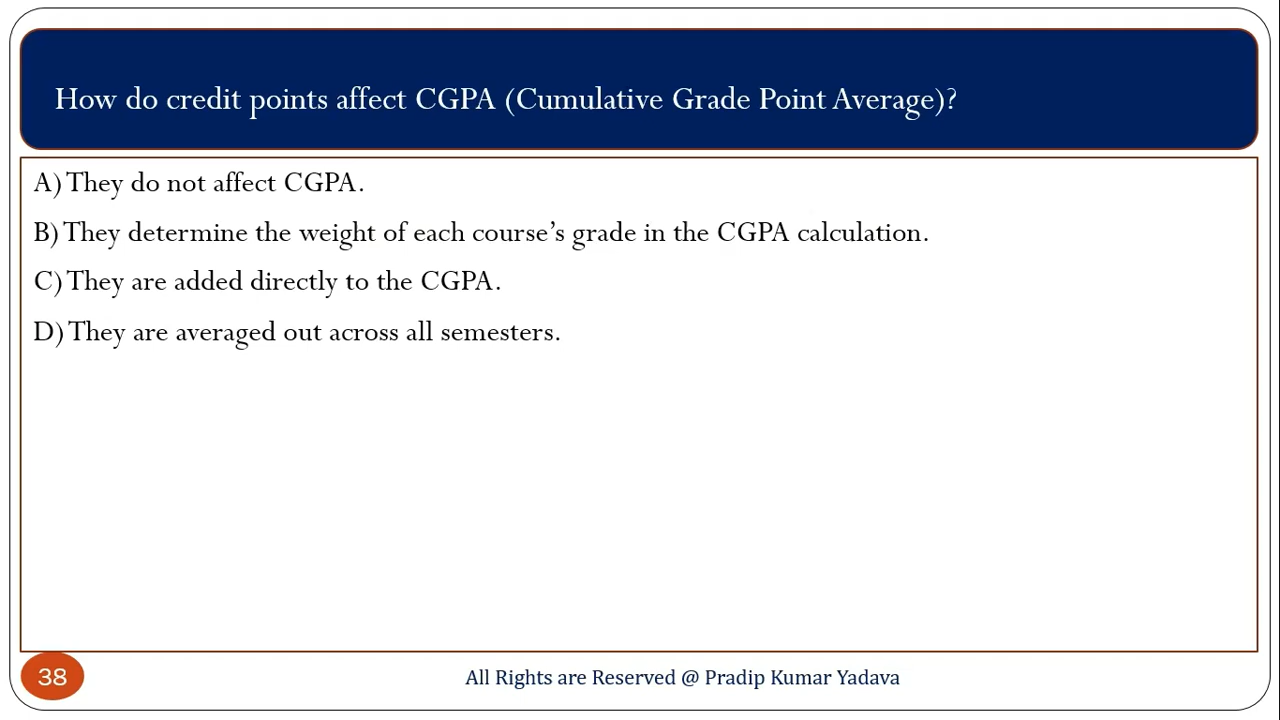 How do credit points affect CGPA (Cumulative Grade Point Average)?
A) They do not affect CGPA.
B) They determine the weight of each course’s grade in the CGPA calculation.
C) They are added directly to the CGPA.
D) They are averaged out across all semesters.
38
All Rights are Reserved @ Pradip Kumar Yadava